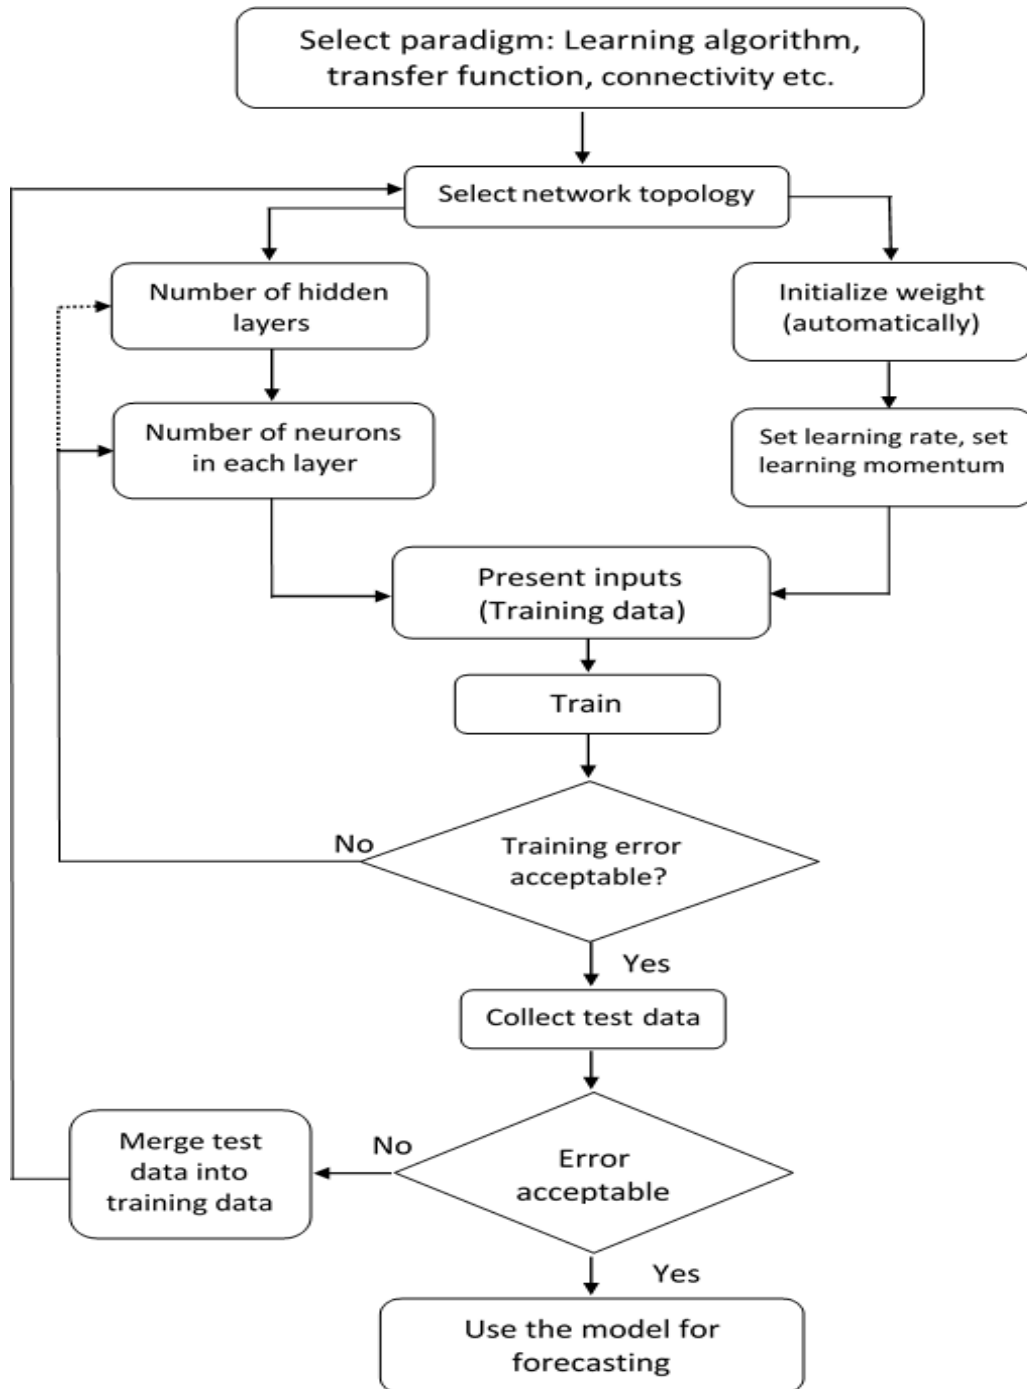 Select paradigm: Learning algorithm,
transfer function, connectivity etc.
Select network topology
Number of hidden
layers
Initialize weight
(automatically)
Number of neurons
in each layer
Set learning rate, set
learning momentum
Present inputs
(Training data)
Train
No
Training error
acceptable?
Yes
Collect test data
Merge test
data into
training data
No
Error
acceptable
Yes
Use the model for
forecasting